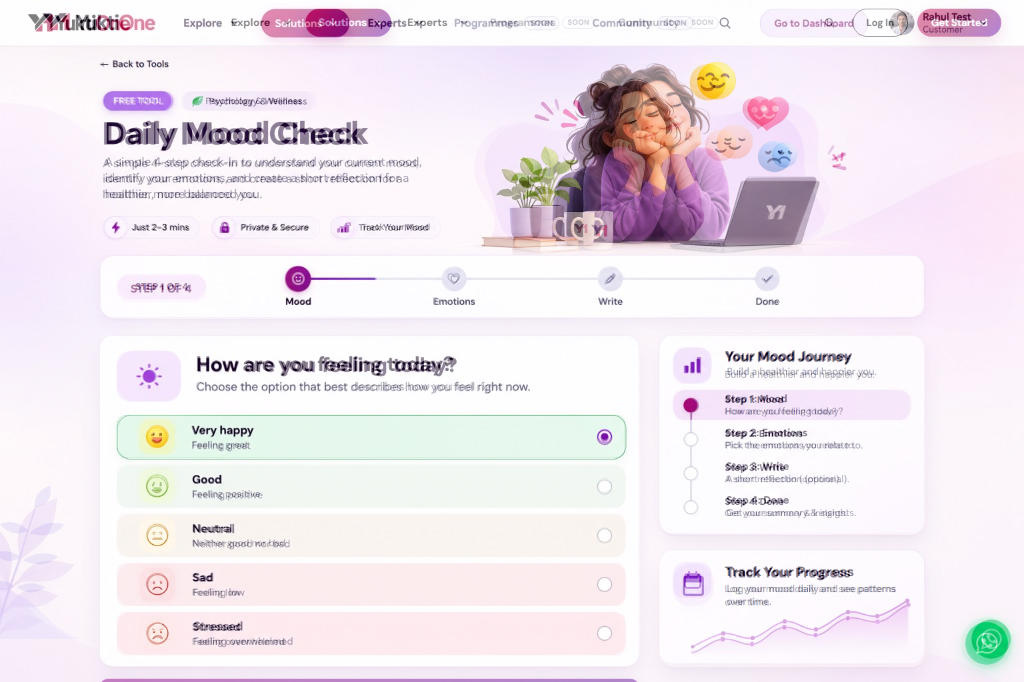 YuktiOne
Explore Solutions Experts Programmes SOON Community SOON
Go to Dashboard Log In Get Started
Rahul Test
Customer
← Back to Tools
FREE TOOL Psychology & Wellness
Daily Mood Check
A simple 4-step check-in to understand your current mood,
identify your emotions, and create a short reflection for a
healthier, more balanced you.
Just 2–3 mins Private & Secure Track Your Mood
STEP 1 OF 4
Mood Emotions Write Done
How are you feeling today?
Choose the option that best describes how you feel right now.
Very happy
Feeling great
Good
Feeling positive
Neutral
Neither good nor bad
Sad
Feeling low
Stressed
Feeling overwhelmed
Your Mood Journey
Build a healthier and happier you.
Step 1: Mood
How are you feeling today?
Step 2: Emotions
Pick the emotions you relate to.
Step 3: Write
A short reflection (optional).
Step 4: Done
Get your summary & insights.
Track Your Progress
Log your mood daily and see patterns
over time.